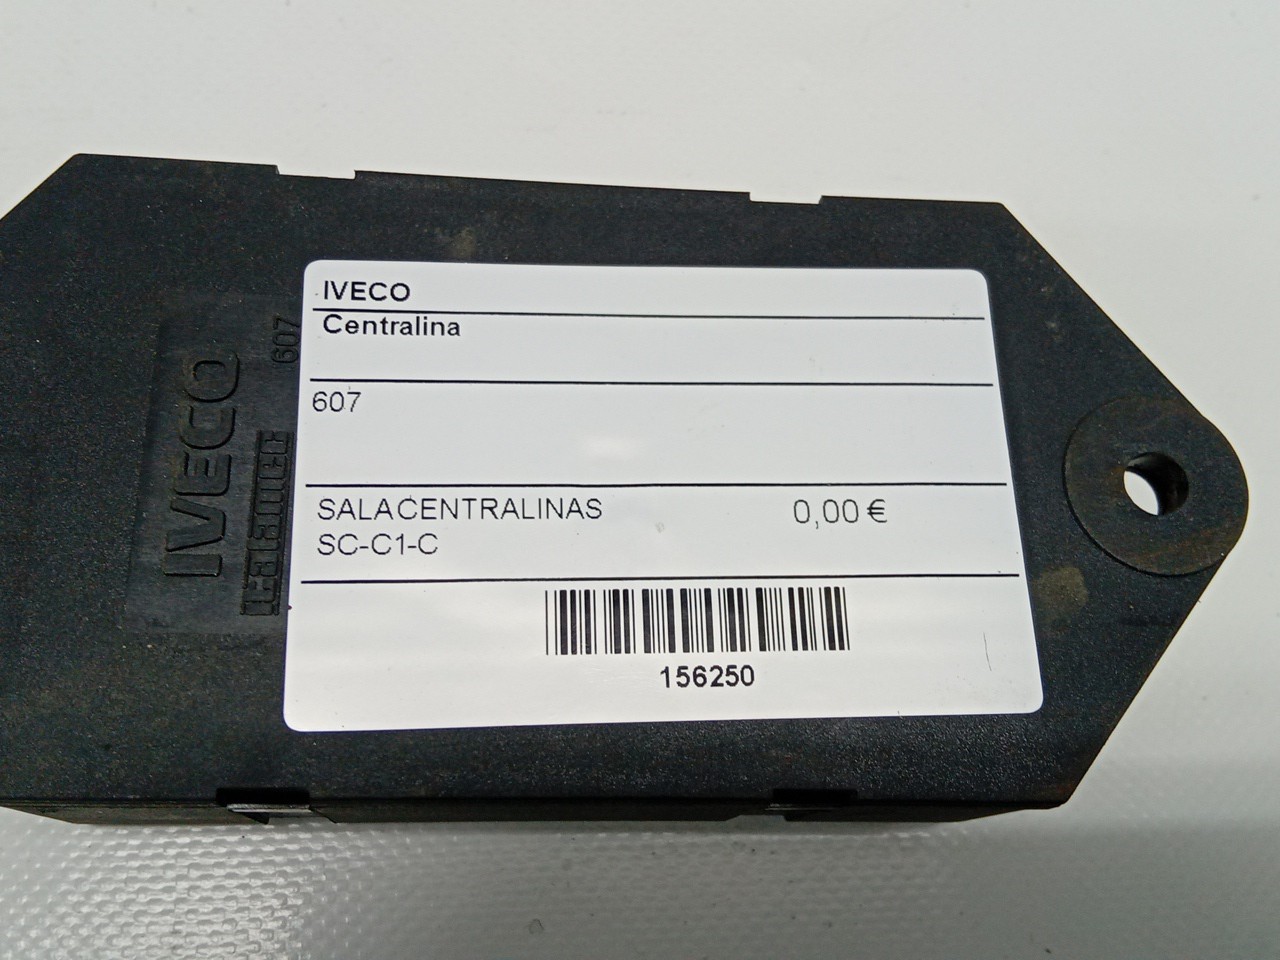 IVECO
Centralina
607
SALACENTRALINAS 0,00 €
SC-C1-C
156250
IVECO
607